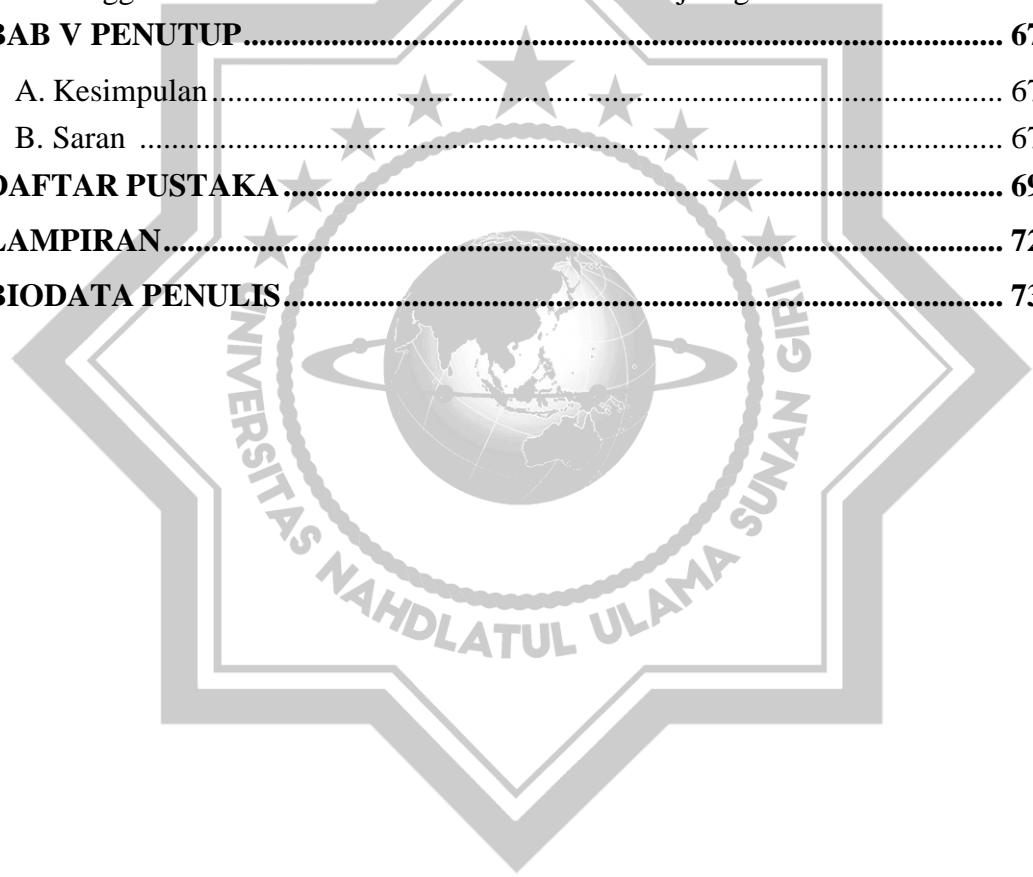 BAB V PENUTUP.......................................................................................... 67
A. Kesimpulan.............................................................................................. 67
B. Saran ....................................................................................................... 67
DAFTAR PUSTAKA..................................................................................... 69
LAMPIRAN.................................................................................................... 72
BIODATA PENULIS..................................................................................... 73
UNIVERSITAS NAHDLATUL ULAMA SUNAN GIRI